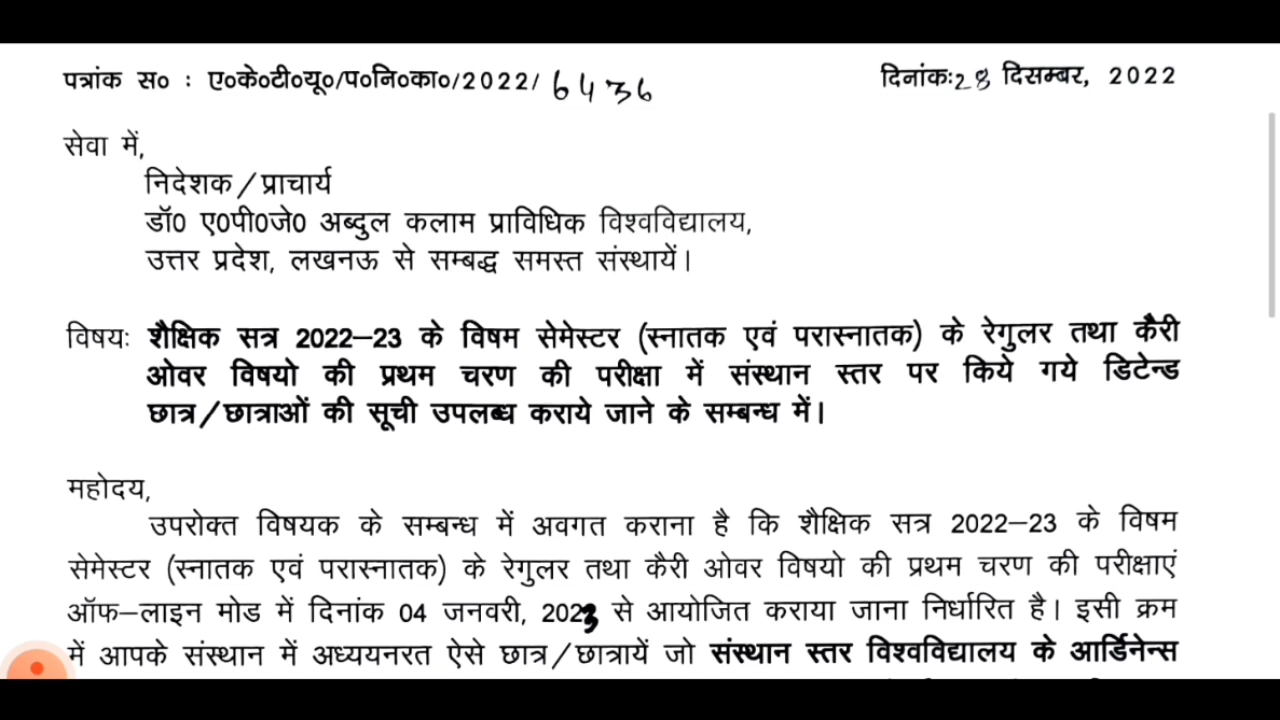 पत्रांक स० : ए०के०टी०यू०/प०नि०का०/2022/ 6436 दिनांकः28 दिसम्बर, 2022
सेवा में,
निदेशक/प्राचार्य
डॉ0 ए0पी0जे0 अब्दुल कलाम प्राविधिक विश्वविद्यालय,
उत्तर प्रदेश, लखनऊ से सम्बद्ध समस्त संस्थायें।
विषयः शैक्षिक सत्र 2022–23 के विषम सेमेस्टर (स्नातक एवं परास्नातक) के रेगुलर तथा कैरी
ओवर विषयो की प्रथम चरण की परीक्षा में संस्थान स्तर पर किये गये डिटेन्ड
छात्र/छात्राओं की सूची उपलब्ध कराये जाने के सम्बन्ध में।
महोदय,
उपरोक्त विषयक के सम्बन्ध में अवगत कराना है कि शैक्षिक सत्र 2022–23 के विषम
सेमेस्टर (स्नातक एवं परास्नातक) के रेगुलर तथा कैरी ओवर विषयो की प्रथम चरण की परीक्षाएं
ऑफ–लाइन मोड में दिनांक 04 जनवरी, 2023 से आयोजित कराया जाना निर्धारित है। इसी क्रम
में आपके संस्थान में अध्ययनरत ऐसे छात्र/छात्रायें जो संस्थान स्तर विश्वविद्यालय के आर्डिनेन्स